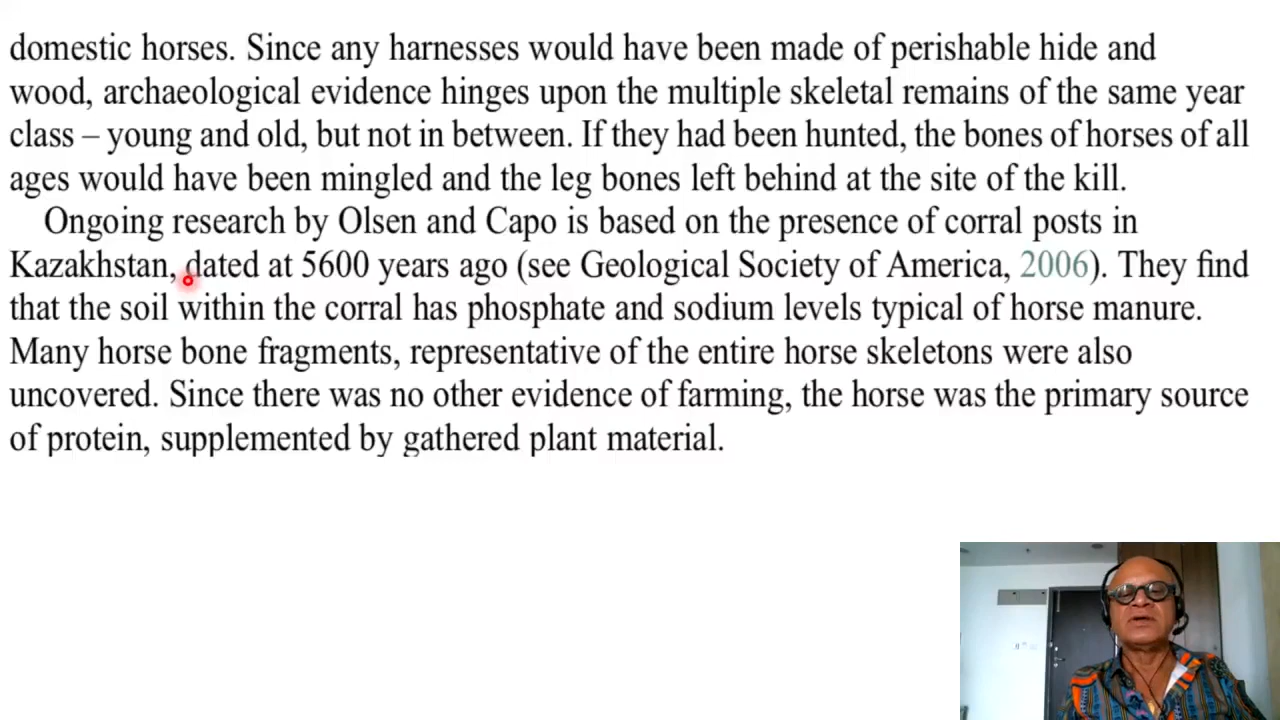 domestic horses. Since any harnesses would have been made of perishable hide and
wood, archaeological evidence hinges upon the multiple skeletal remains of the same year
class – young and old, but not in between. If they had been hunted, the bones of horses of all
ages would have been mingled and the leg bones left behind at the site of the kill.
Ongoing research by Olsen and Capo is based on the presence of corral posts in
Kazakhstan, dated at 5600 years ago (see Geological Society of America, 2006). They find
that the soil within the corral has phosphate and sodium levels typical of horse manure.
Many horse bone fragments, representative of the entire horse skeletons were also
uncovered. Since there was no other evidence of farming, the horse was the primary source
of protein, supplemented by gathered plant material.